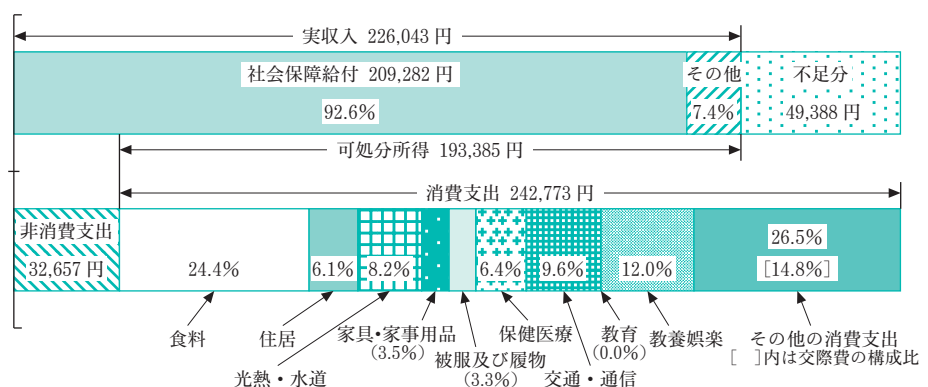 実収入 226,043 円
社会保障給付 209,282 円
92.6%
その他
7.4%
不足分
49,388 円
可処分所得 193,385 円
消費支出 242,773 円
非消費支出
32,657 円
24.4%
6.1%
8.2%
6.4%
9.6%
12.0%
26.5%
[14.8%]
食料
住居
光熱・水道
家具・家事用品
(3.5%)
被服及び履物
(3.3%)
保健医療
交通・通信
教育
(0.0%)
教養娯楽
その他の消費支出
[ ]内は交際費の構成比